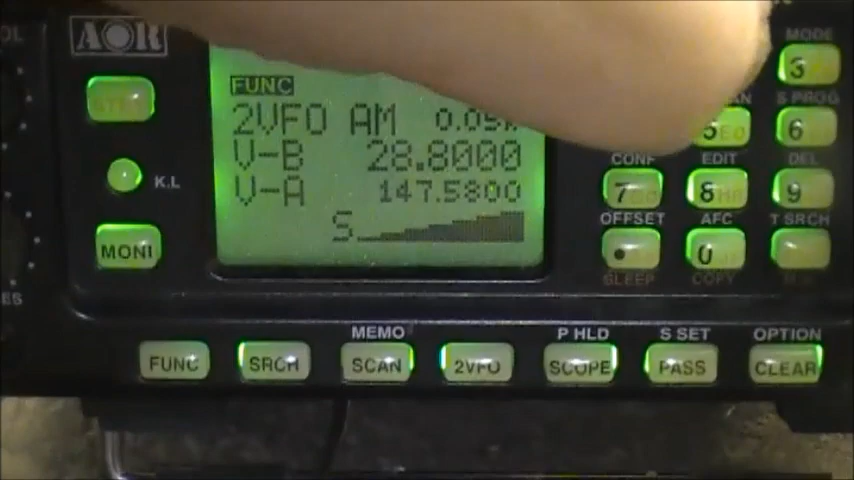 AOR
MODE
FUNC
3
2VFO AM
S PROG
5
6
V-B 28.8000
K.L
CONF EDIT DEL
V-A 147.5800
7 8 9
S
OFFSET AFC T SRCH
MONI
0
SLEEP COPY
MEMO P HLD S SET OPTION
FUNC SRCH SCAN 2VFO SCOPE PASS CLEAR